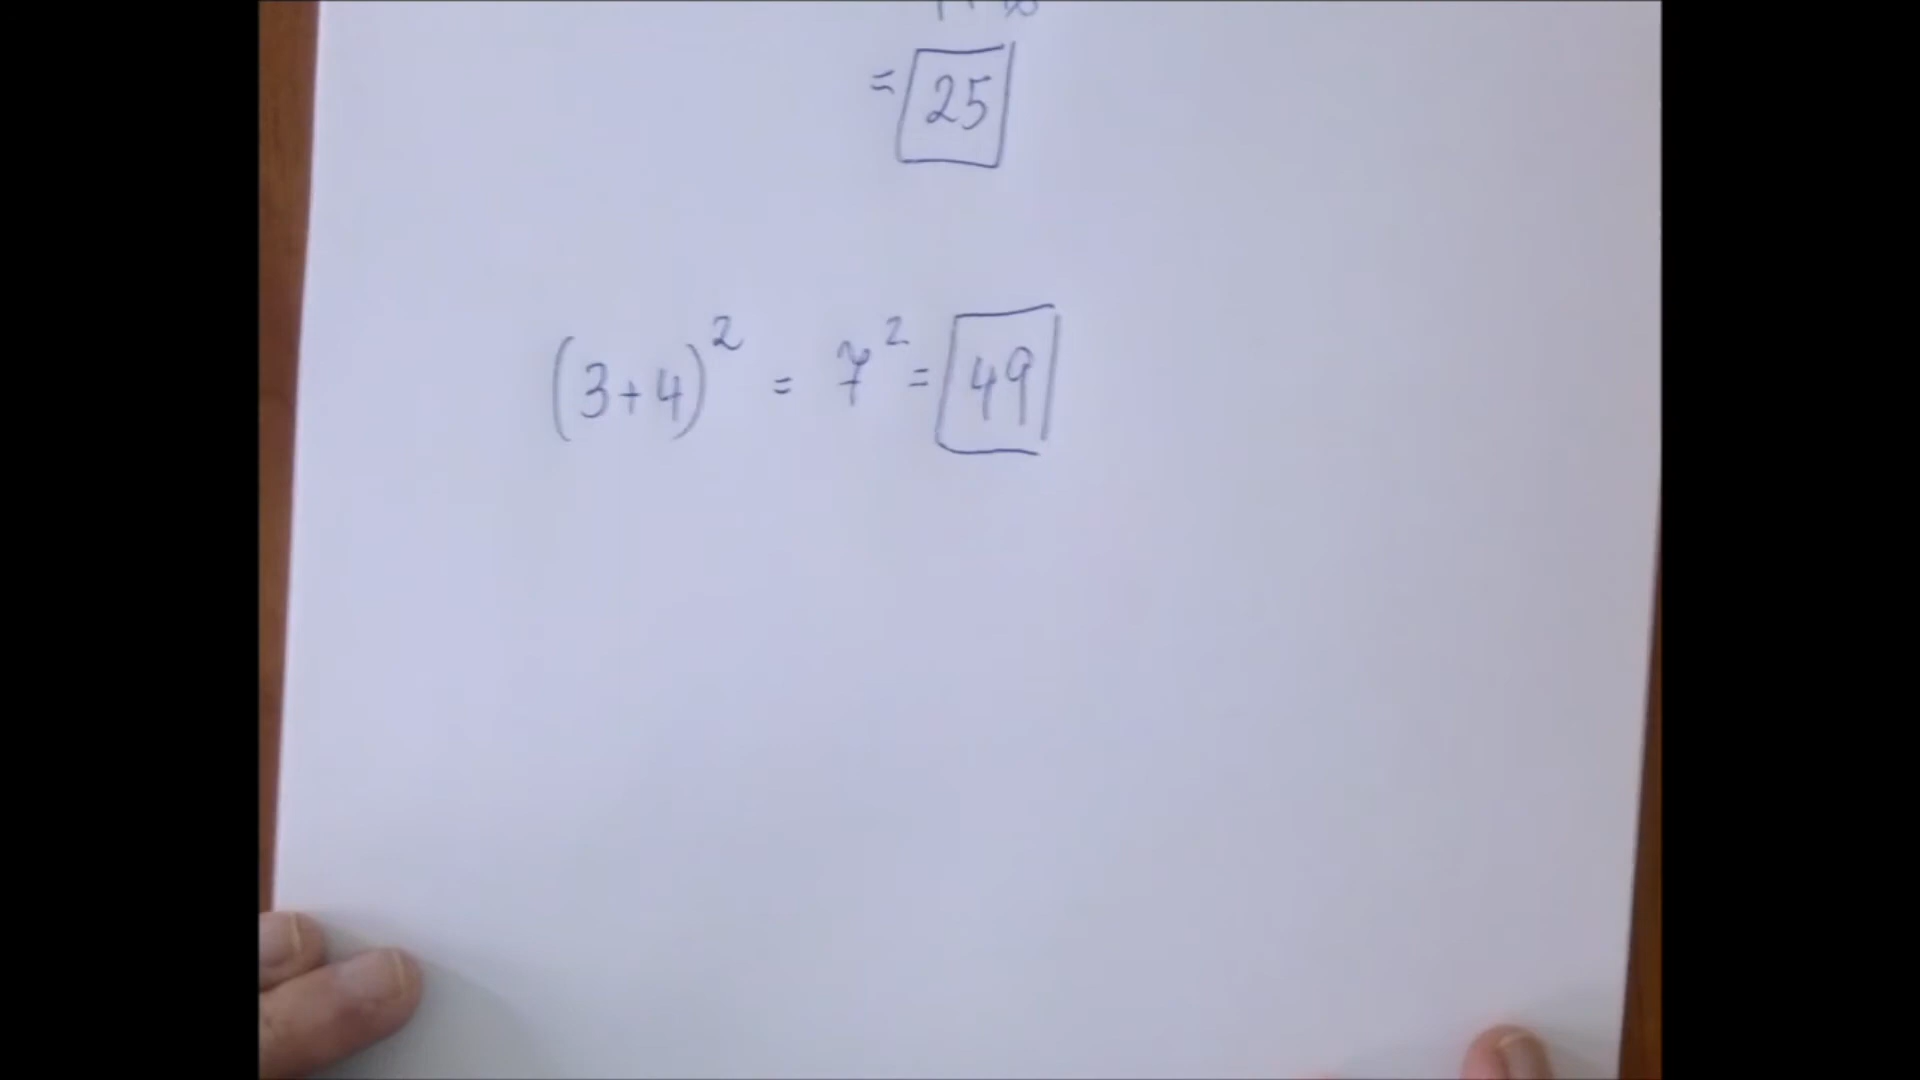 = 25
(3+4)² = 7² = 49